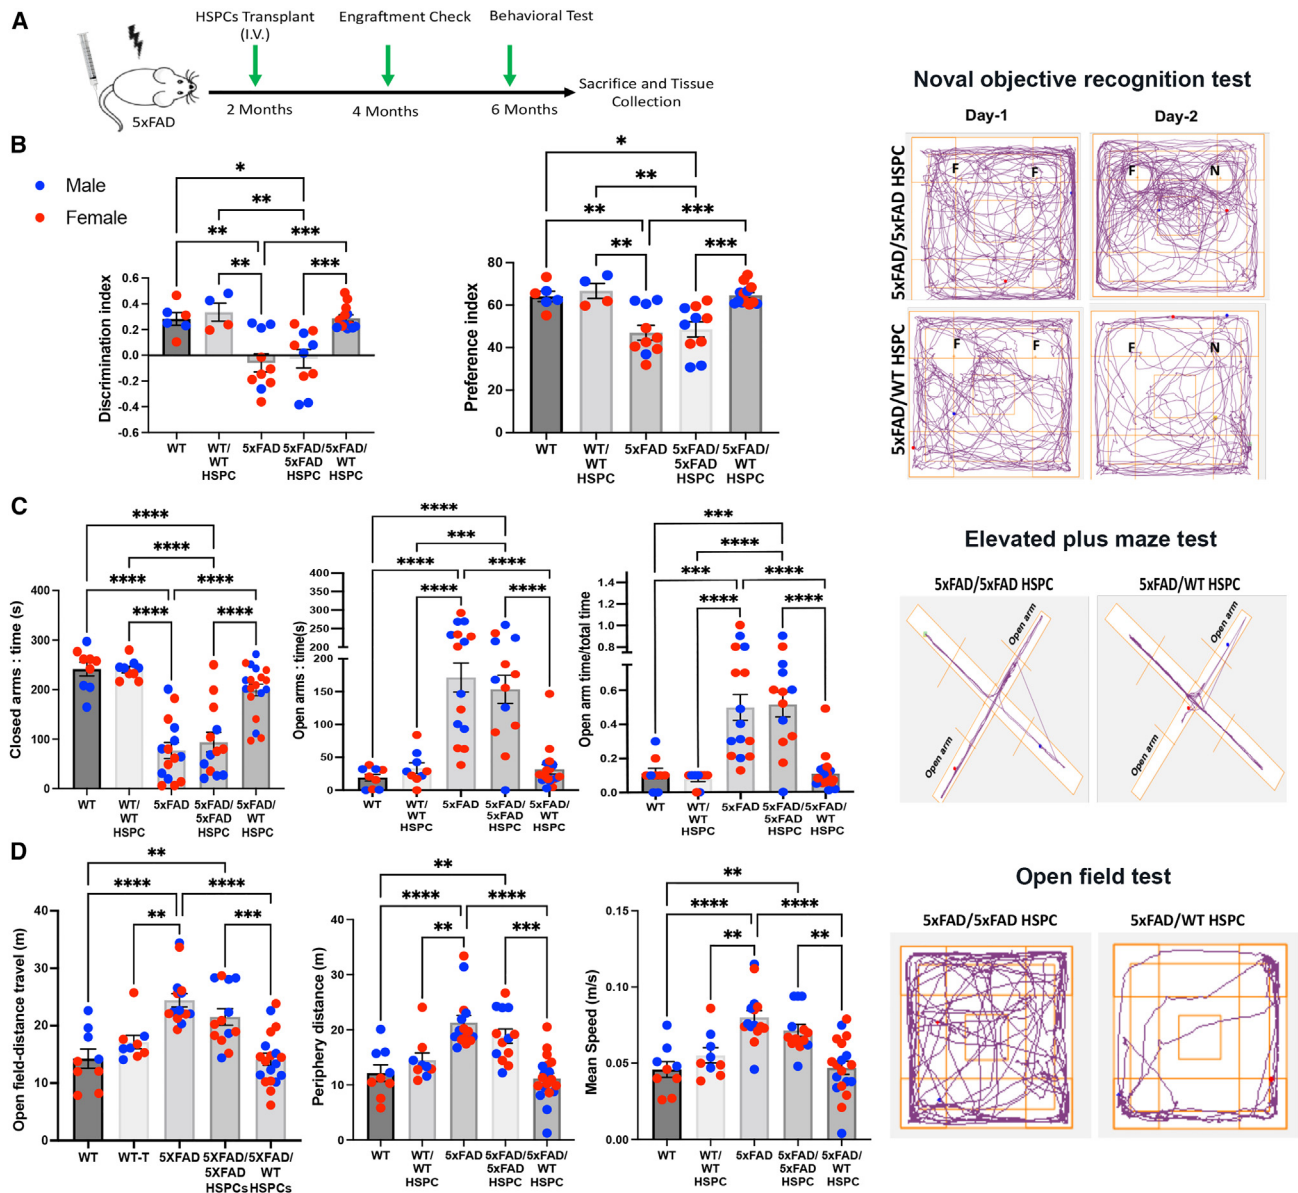 A
HSPCs Transplant
(I.V.)
Engraftment Check
Behavioral Test
5xFAD
2 Months
4 Months
6 Months
Sacrifice and Tissue
Collection
B
Male
Female
* ** ** *** ** ***
Discrimination index
0.6
0.4
0.2
0.0
-0.2
-0.4
-0.6
WT
WT/
WT
HSPC
5xFAD
5xFAD/
5xFAD
HSPC
5xFAD/
WT
HSPC
* ** ** *** ** ***
Preference index
80
60
40
20
0
WT
WT/
WT
HSPC
5xFAD
5xFAD/
5xFAD
HSPC
5xFAD/
WT
HSPC
Noval objective recognition test
Day-1
Day-2
5xFAD/5xFAD HSPC
F F
F N
5xFAD/WT HSPC
F F
F N
C
**** **** **** **** **** ****
Closed arms : time (s)
400
300
200
100
0
WT
WT/
WT
HSPC
5xFAD
5xFAD/
5xFAD
HSPC
5xFAD/
WT HSPC
**** *** **** **** **** ****
Open arms : time(s)
400
350
300
250
200
150
100
50
0
WT
WT/
WT
HSPC
5xFAD
5xFAD/
5xFAD
HSPC
5xFAD/
WT
HSPC
*** **** *** **** **** ****
Open arm time/total time
1.4
1.2
1.0
0.8
0.6
0.4
0.2
0.0
WT
WT/
WT
HSPC
5xFAD
5xFAD/
5xFAD
HSPC
5xFAD/
WT
HSPC
Elevated plus maze test
5xFAD/5xFAD HSPC
5xFAD/WT HSPC
Open arm
Open arm
Open arm
Open arm
D
** **** **** ** ***
Open field-distance travel (m)
40
30
20
10
0
WT
WT-T
5XFAD
5XFAD/
5XFAD
HSPCs
5XFAD/
WT
HSPCs
** **** **** ** ***
Periphery distance (m)
40
30
20
10
0
WT
WT/
WT
HSPC
5xFAD
5xFAD/
5xFAD
HSPC
5xFAD/
WT
HSPC
** **** **** ** **
Mean Speed (m/s)
0.15
0.10
0.05
0.00
WT
WT/
WT
HSPC
5xFAD
5xFAD/
5xFAD
HSPC
5xFAD/
WT
HSPC
Open field test
5xFAD/5xFAD HSPC
5xFAD/WT HSPC